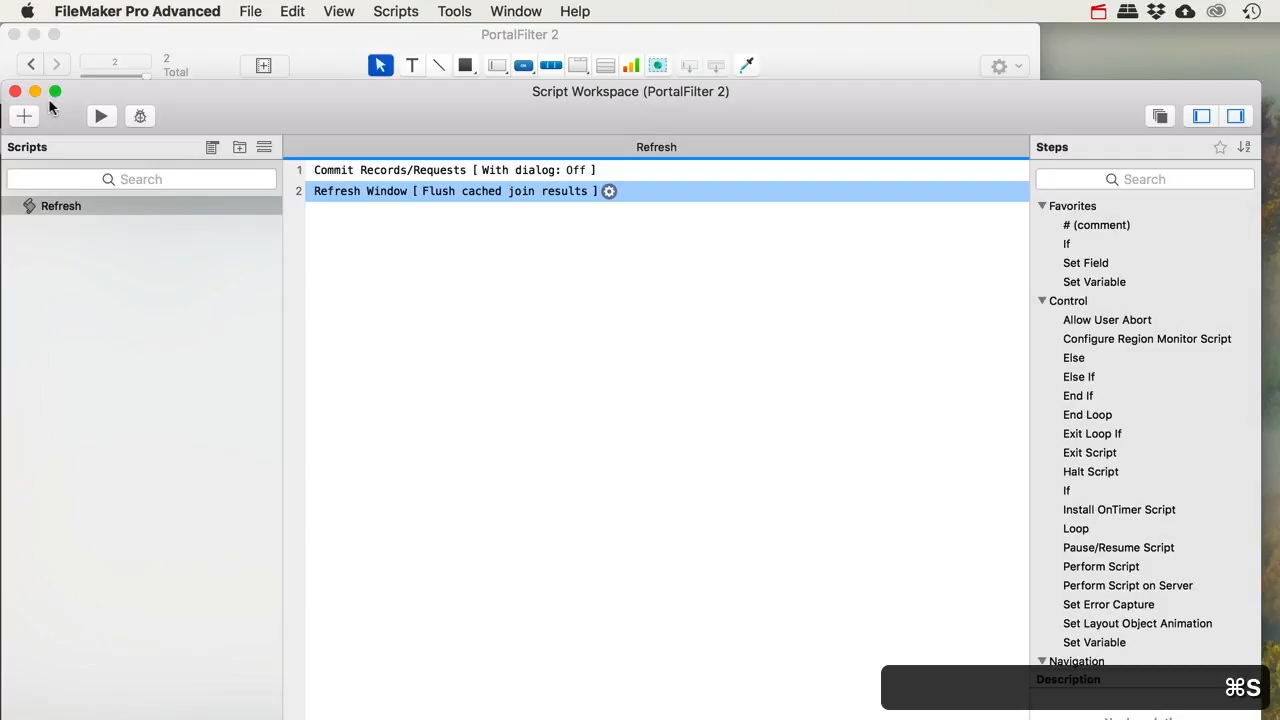 FileMaker Pro Advanced File Edit View Scripts Tools Window Help
PortalFilter 2
2
2
Total
T
Script Workspace (PortalFilter 2)
Scripts
Refresh
Steps
Search
1 Commit Records/Requests [ With dialog: Off ]
Search
2 Refresh Window [ Flush cached join results ]
Refresh
Favorites
# (comment)
If
Set Field
Set Variable
Control
Allow User Abort
Configure Region Monitor Script
Else
Else If
End If
End Loop
Exit Loop If
Exit Script
Halt Script
If
Install OnTimer Script
Loop
Pause/Resume Script
Perform Script
Perform Script on Server
Set Error Capture
Set Layout Object Animation
Set Variable
Navigation
Description
⌘S